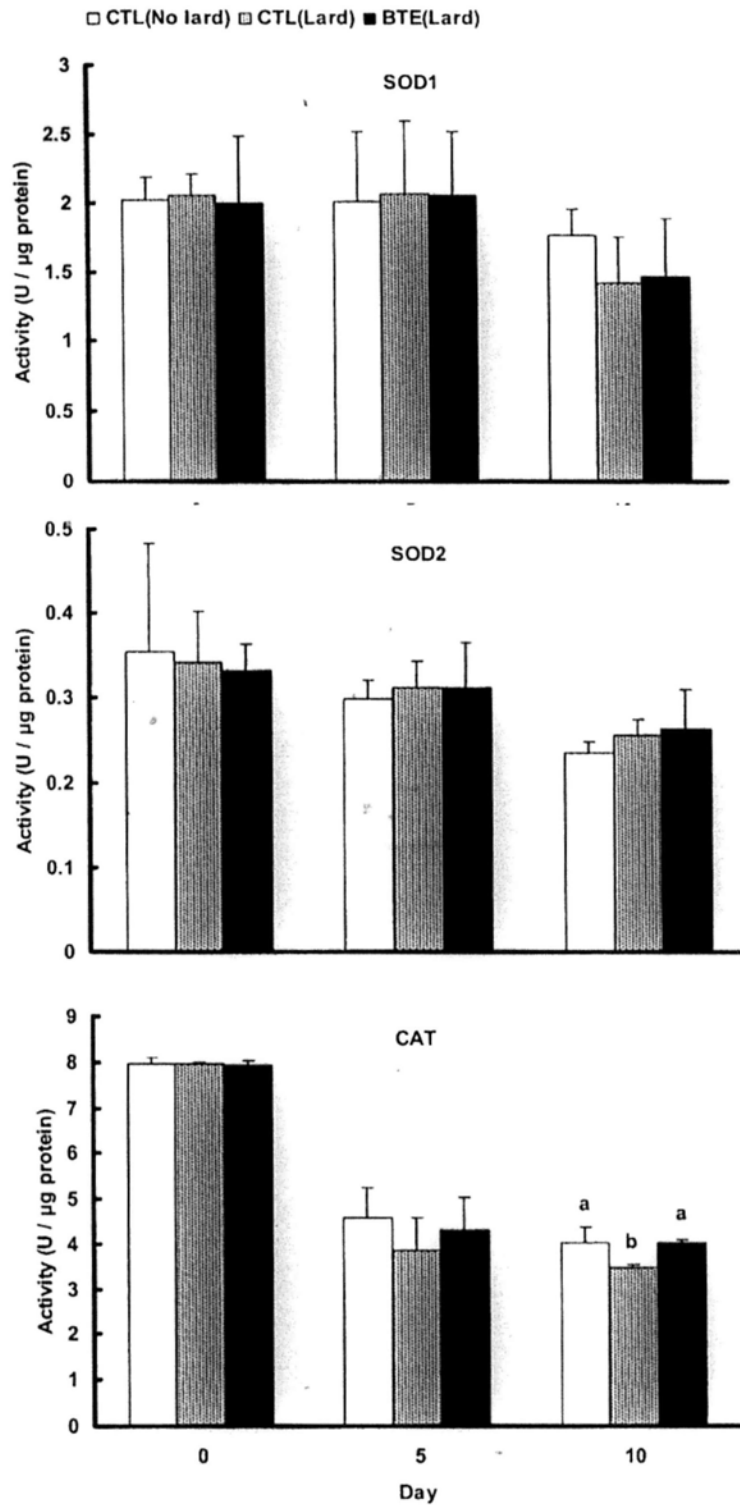 CTL(No lard) CTL(Lard) BTE(Lard)
SOD1
Activity (U / µg protein)
3
2.5
2
1.5
1
0.5
0
SOD2
Activity (U / µg protein)
0.5
0.4
0.3
0.2
0.1
0
CAT
Activity (U / µg protein)
9
8
7
6
5
4
3
2
1
0
a
b
a
0 5 10
Day